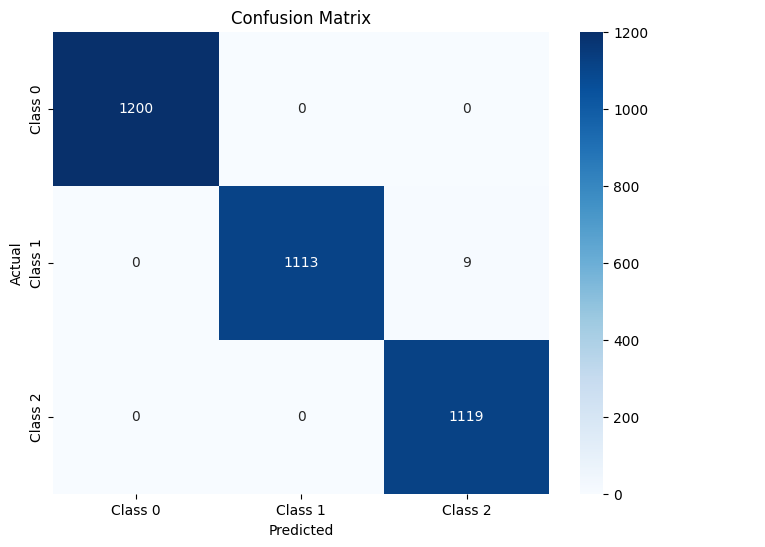 Confusion Matrix
Actual
Class 0
1200 0 0
Class 1
0 1113 9
Class 2
0 0 1119
Class 0 Class 1 Class 2
Predicted
1200
1000
800
600
400
200
0